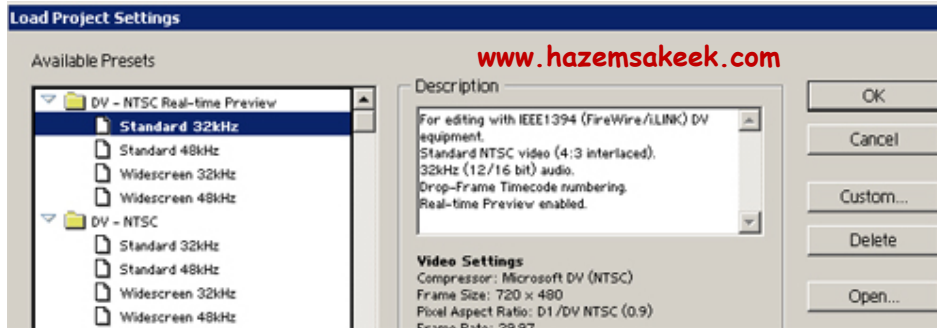 Load Project Settings
www.hazemsakeek.com
Available Presets
DV - NTSC Real-time Preview
Standard 32kHz
Standard 48kHz
Widescreen 32kHz
Widescreen 48kHz
DV - NTSC
Standard 32kHz
Standard 48kHz
Widescreen 32kHz
Widescreen 48kHz
Description
For editing with IEEE1394 (FireWire/i.LINK) DV
equipment.
Standard NTSC video (4:3 interlaced).
32kHz (12/16 bit) audio.
Drop-Frame Timecode numbering.
Real-time Preview enabled.
Video Settings
Compressor: Microsoft DV (NTSC)
Frame Size: 720 x 480
Pixel Aspect Ratio: D1/DV NTSC (0.9)
Frame Rate: 29.97
OK
Cancel
Custom...
Delete
Open...